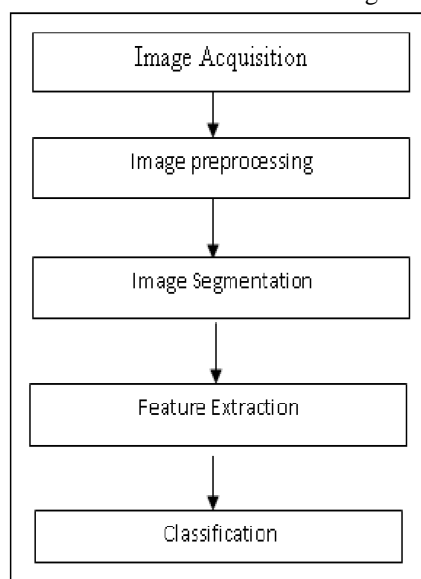 Image Acquisition
Image preprocessing
Image Segmentation
Feature Extraction
Classification